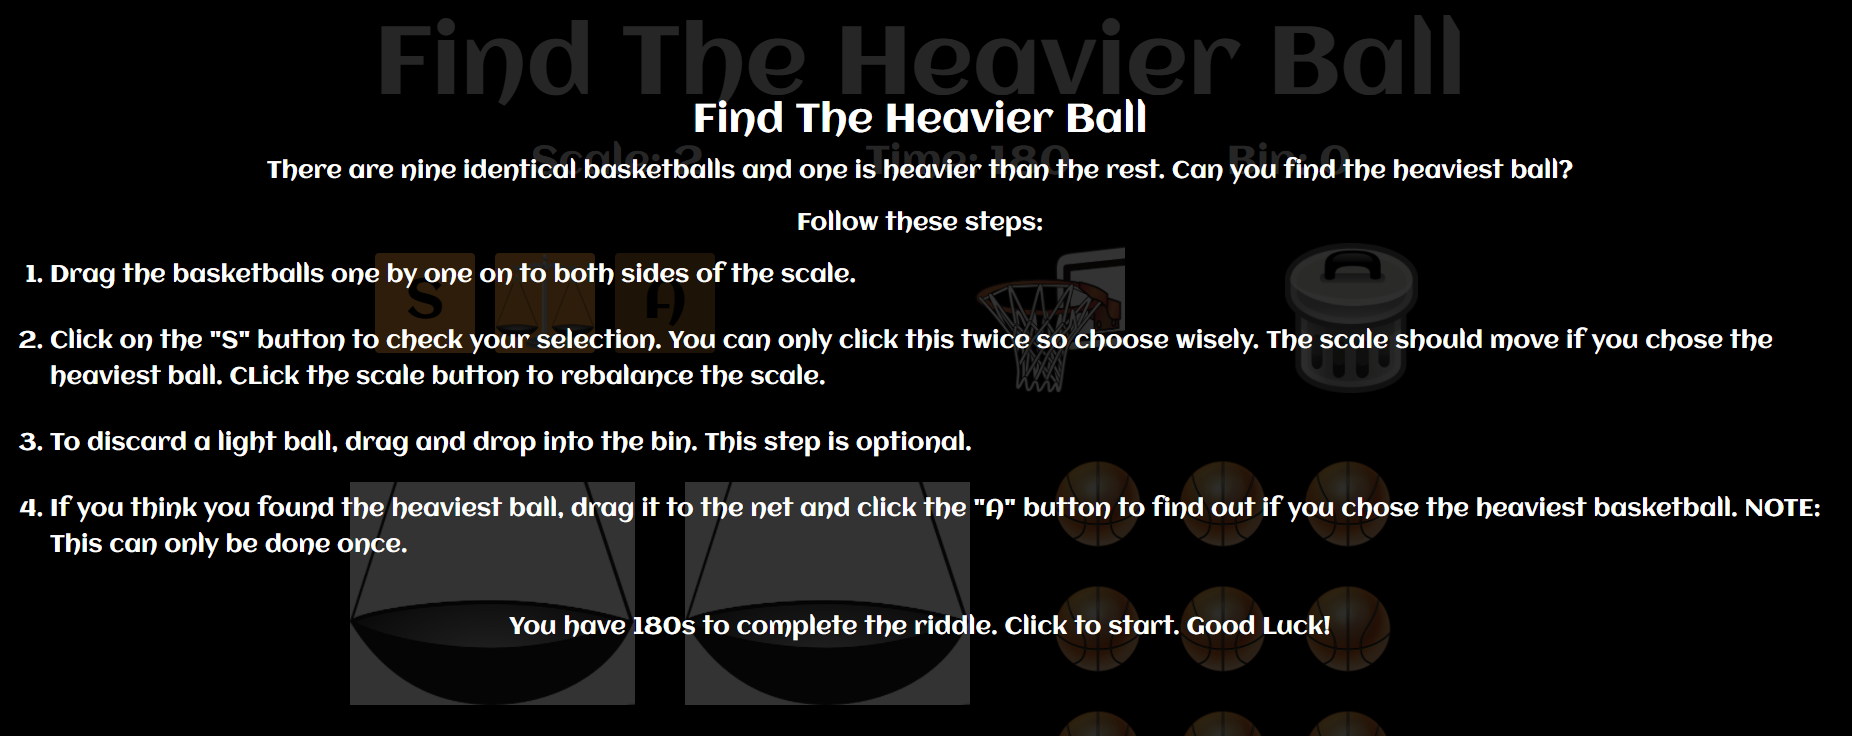 Find The Heavier Ball
Find The Heavier Ball
Scale: 2 Time: 180 Bin: 0
There are nine identical basketballs and one is heavier than the rest. Can you find the heaviest ball?
Follow these steps:
1. Drag the basketballs one by one on to both sides of the scale.
S A
2. Click on the "S" button to check your selection. You can only click this twice so choose wisely. The scale should move if you chose the
heaviest ball. CLick the scale button to rebalance the scale.
3. To discard a light ball, drag and drop into the bin. This step is optional.
4. If you think you found the heaviest ball, drag it to the net and click the "A" button to find out if you chose the heaviest basketball. NOTE:
This can only be done once.
You have 180s to complete the riddle. Click to start. Good Luck!